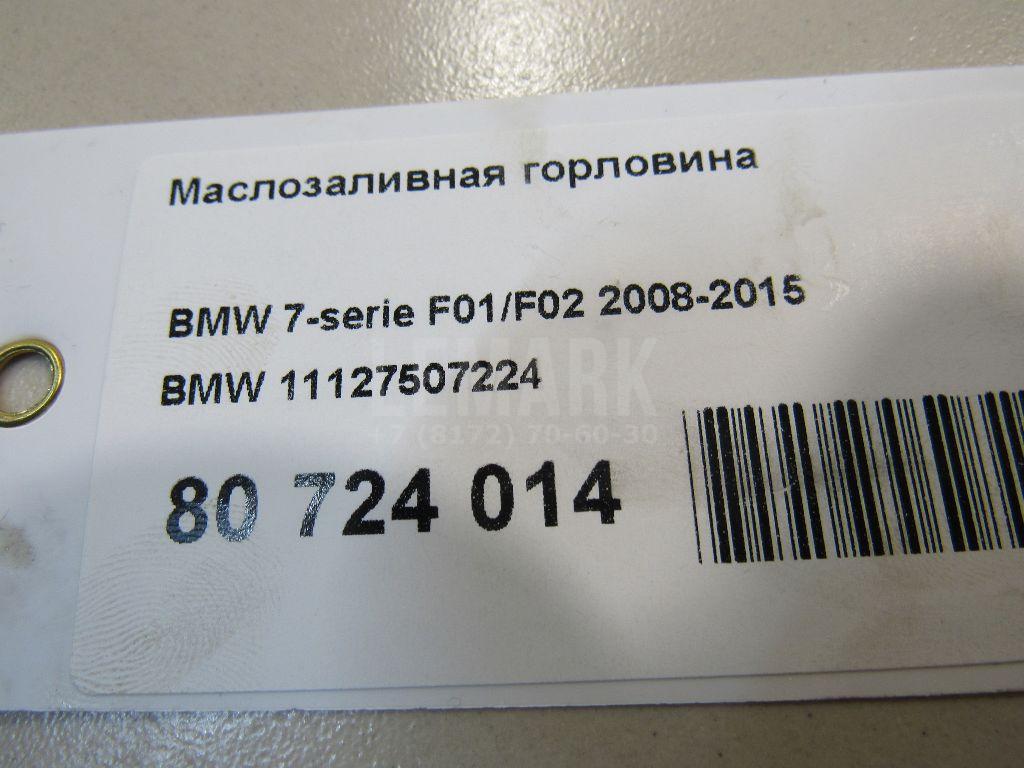 Маслозаливная горловина
BMW 7-serie F01/F02 2008-2015
BMW 11127507224
LEMARK
+7 (8172) 70-60-30
80 724 014